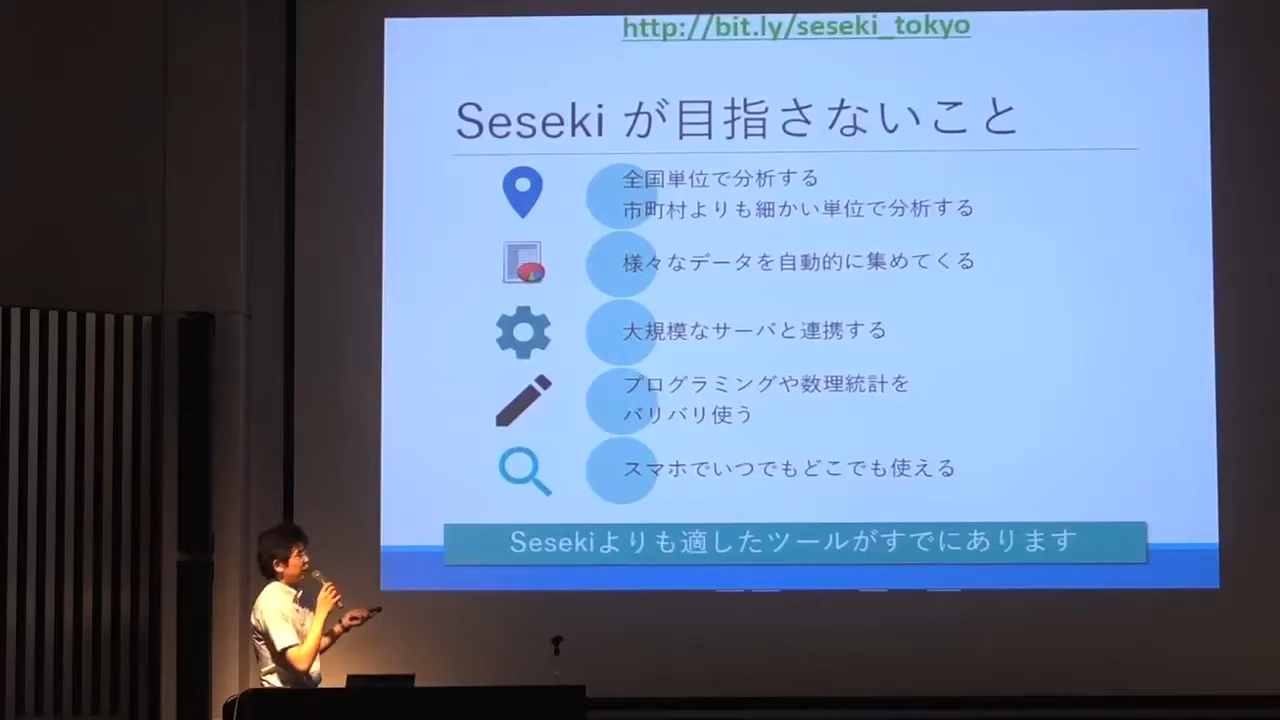 http://bit.ly/seseki_tokyo
Seseki が目指さないこと
全国単位で分析する
市町村よりも細かい単位で分析する
様々なデータを自動的に集めてくる
大規模なサーバと連携する
プログラミングや数理統計を
バリバリ使う
スマホでいつでもどこでも使える
Sesekiよりも適したツールがすでにあります